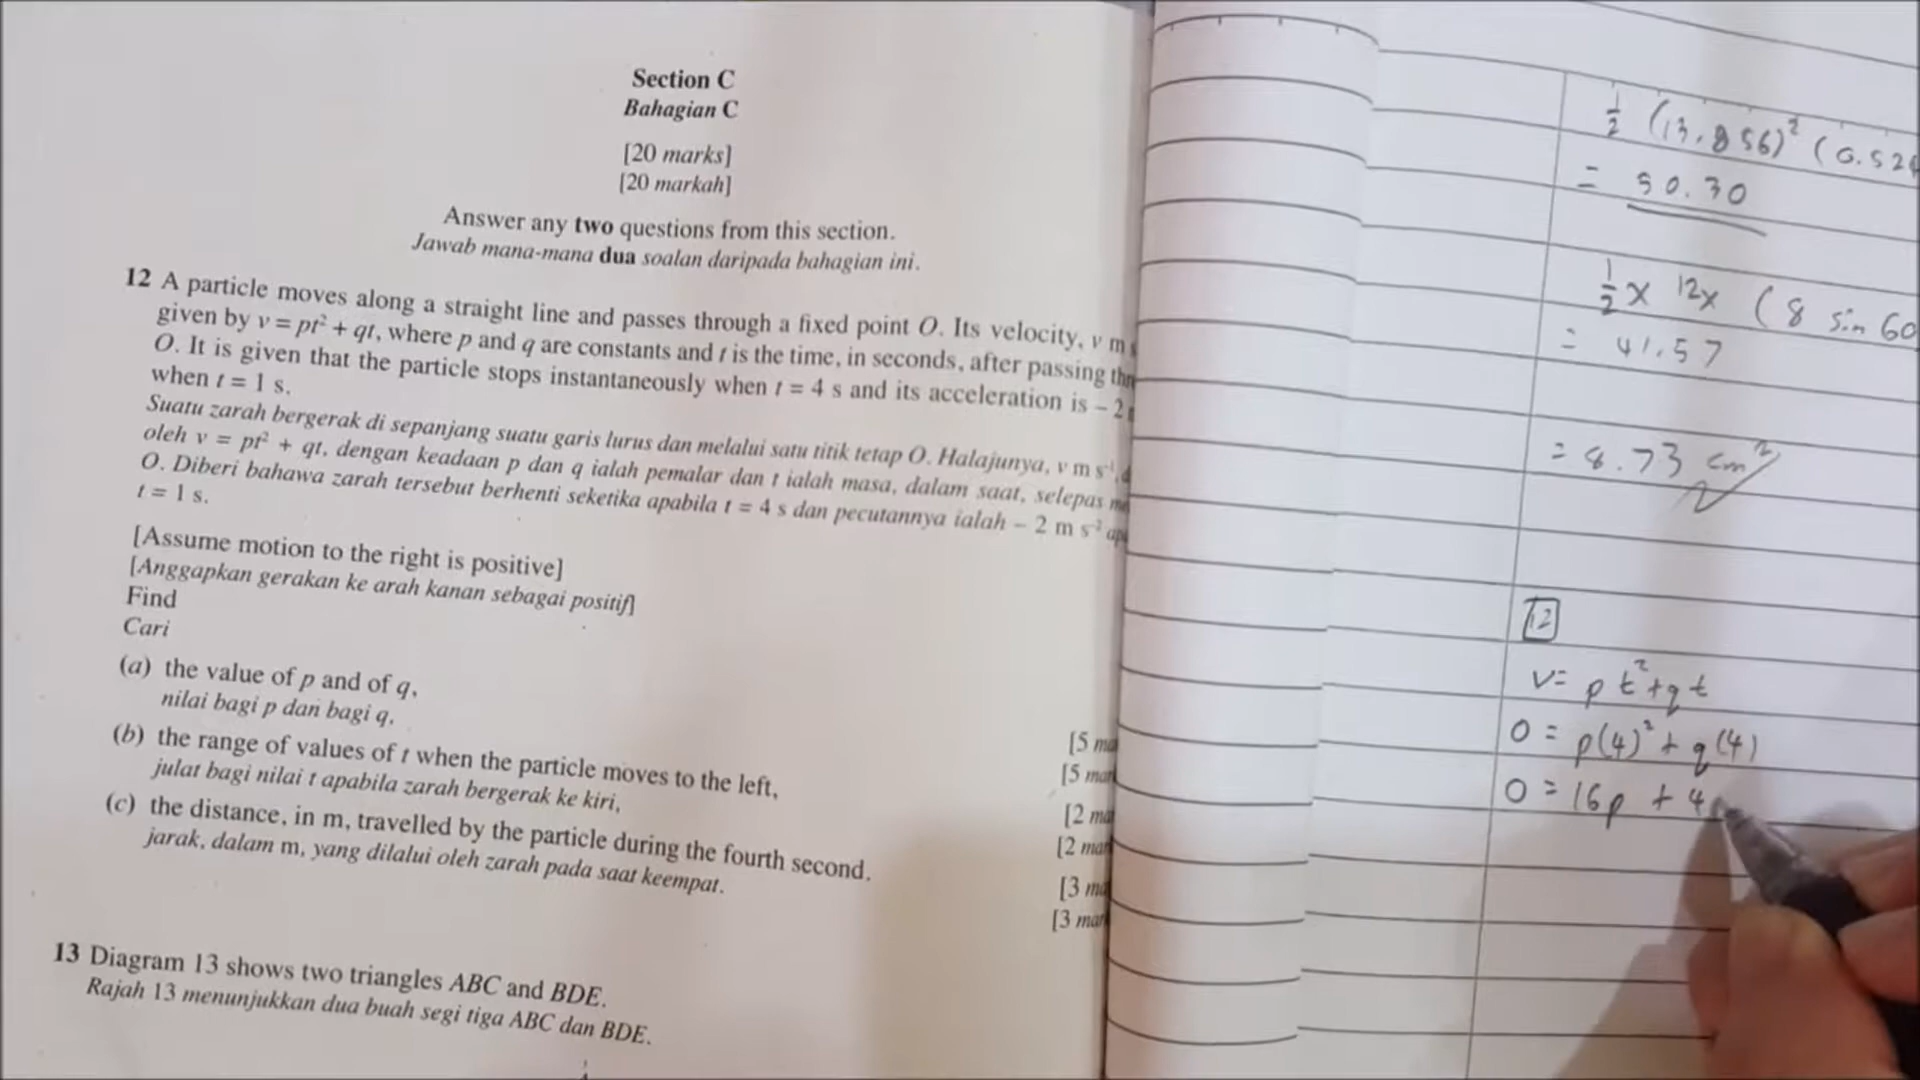 Section C
Bahagian C
[20 marks]
[20 markah]
Answer any two questions from this section.
Jawab mana-mana dua soalan daripada bahagian ini.
12 A particle moves along a straight line and passes through a fixed point O. Its velocity, v m
given by v = pt² + qt, where p and q are constants and t is the time, in seconds, after passing
O. It is given that the particle stops instantaneously when t = 4 s and its acceleration is – 2
when t = 1 s.
Suatu zarah bergerak di sepanjang suatu garis lurus dan melalui satu titik tetap O. Halajunya, v m s⁻¹,
oleh v = pt² + qt, dengan keadaan p dan q ialah pemalar dan t ialah masa, dalam saat, selepas
O. Diberi bahawa zarah tersebut berhenti seketika apabila t = 4 s dan pecutannya ialah – 2 m s⁻²
t = 1 s.
[Assume motion to the right is positive]
[Anggapkan gerakan ke arah kanan sebagai positif]
Find
Cari
(a) the value of p and of q,
nilai bagi p dan bagi q.
[5
(b) the range of values of t when the particle moves to the left,
[5
julat bagi nilai t apabila zarah bergerak ke kiri,
[2
(c) the distance, in m, travelled by the particle during the fourth second.
[2
jarak, dalam m, yang dilalui oleh zarah pada saat keempat.
[3
[3
13 Diagram 13 shows two triangles ABC and BDE.
Rajah 13 menunjukkan dua buah segi tiga ABC dan BDE.
½ (13.856)² (0.524
= 50.30
½ x 12x (8 sin 60
= 41.57
= 8.73 cm²
12
v = pt² + qt
0 = p(4)² + q(4)
0 = 16p + 4